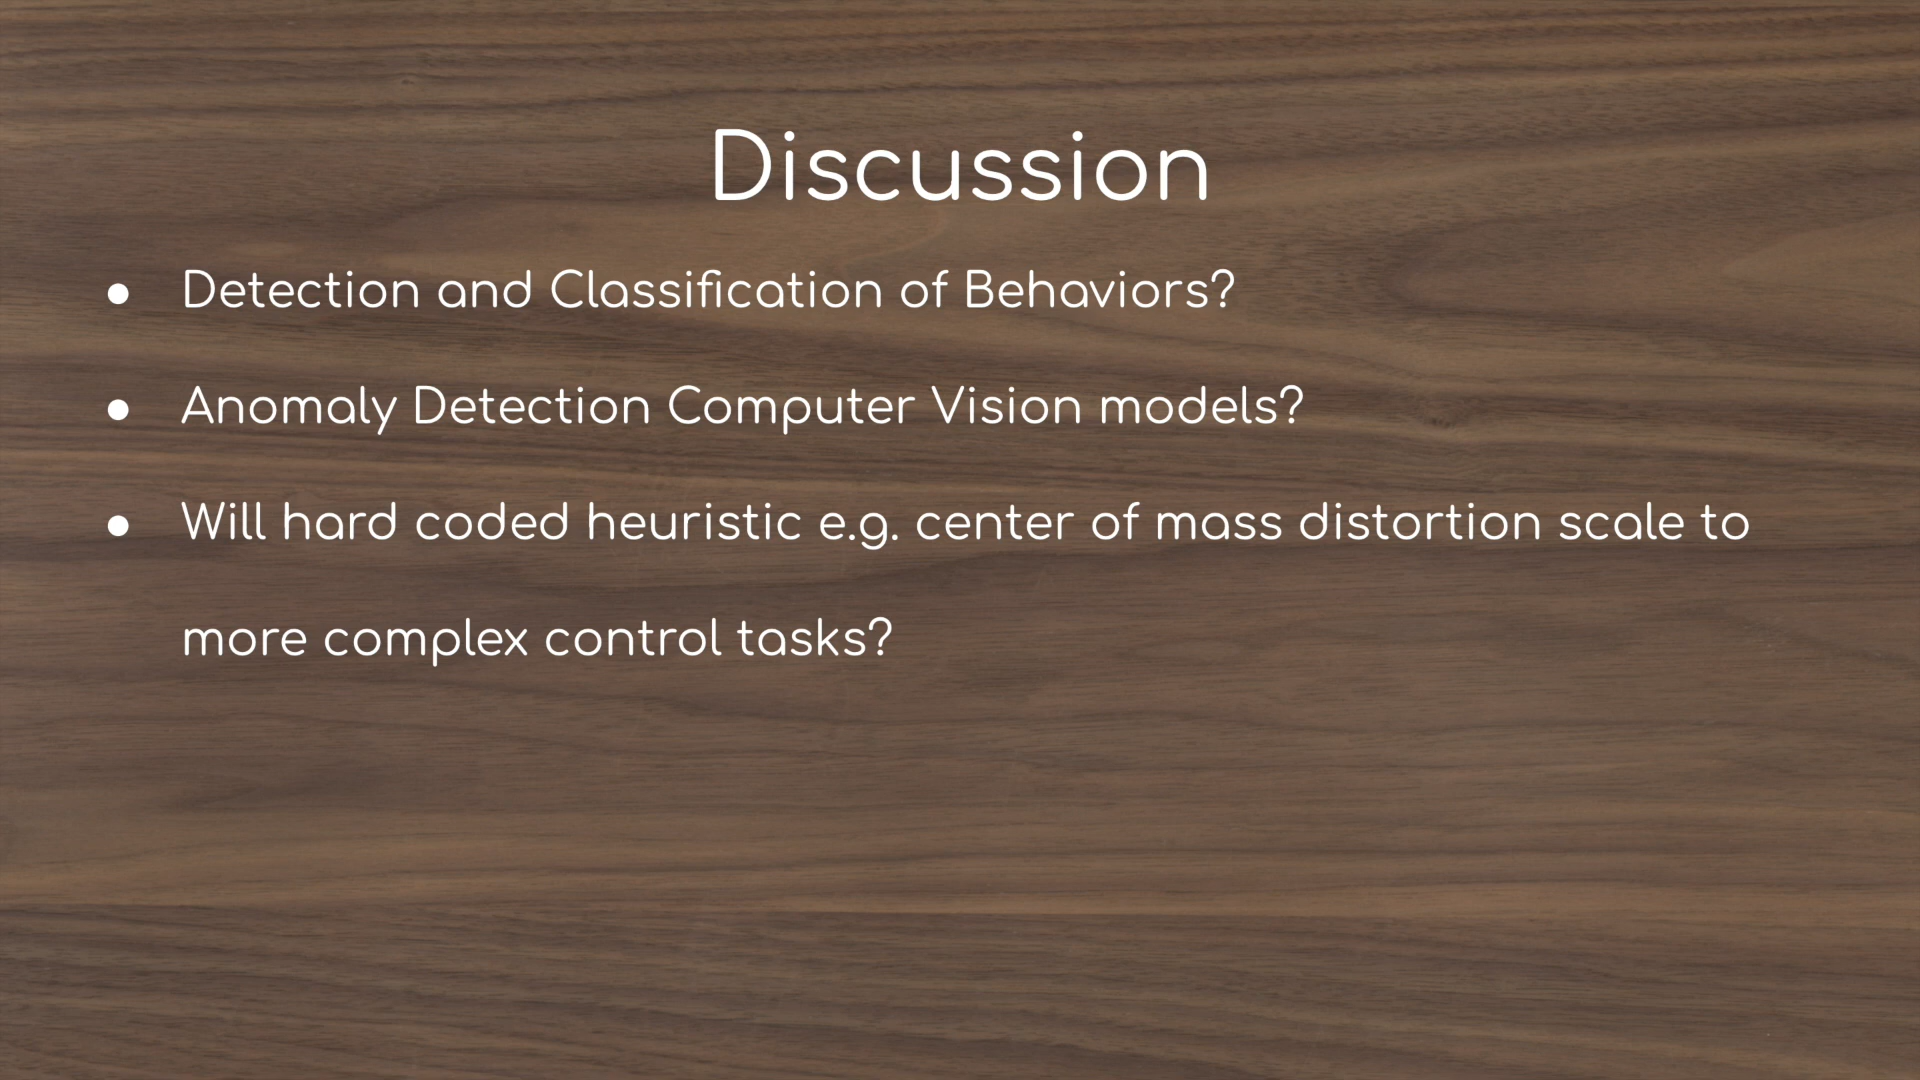 Discussion
● Detection and Classification of Behaviors?
● Anomaly Detection Computer Vision models?
● Will hard coded heuristic e.g. center of mass distortion scale to
more complex control tasks?